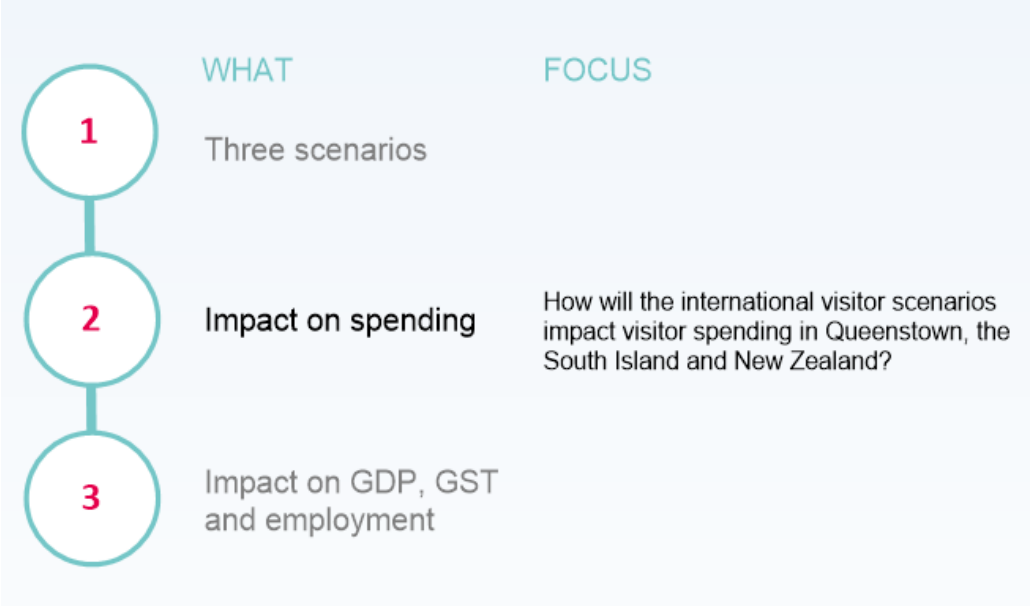 WHAT
FOCUS
1
Three scenarios
2
Impact on spending
How will the international visitor scenarios
impact visitor spending in Queenstown, the
South Island and New Zealand?
3
Impact on GDP, GST
and employment